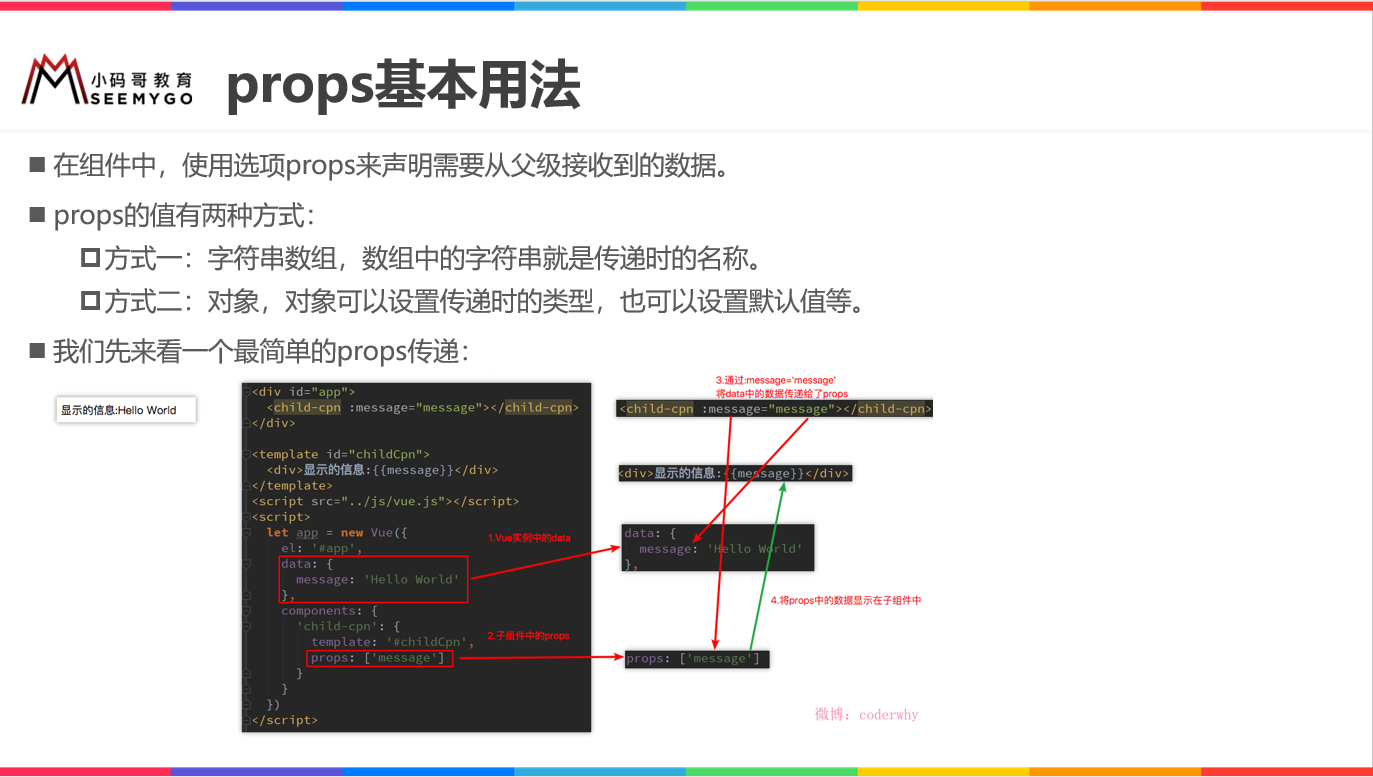 小码哥教育
SEEMYGO
props基本用法
在组件中，使用选项props来声明需要从父级接收到的数据。
props的值有两种方式：
方式一：字符串数组，数组中的字符串就是传递时的名称。
方式二：对象，对象可以设置传递时的类型，也可以设置默认值等。
我们先来看一个最简单的props传递：
显示的信息:Hello World
<div id="app">
<child-cpn :message="message"></child-cpn>
</div>
<template id="childCpn">
<div>显示的信息:{{message}}</div>
</template>
<script src="../js/vue.js"></script>
<script>
let app = new Vue({
el: '#app',
data: {
message: 'Hello World'
},
components: {
'child-cpn': {
template: '#childCpn',
props: ['message']
}
}
})
</script>
1.Vue实例中的data
2.子组件中的props
3.通过:message='message'
将data中的数据传递给了props
<child-cpn :message="message"></child-cpn>
<div>显示的信息:{{message}}</div>
data: {
message: 'Hello World'
},
4.将props中的数据显示在子组件中
props: ['message']
微博：coderwhy